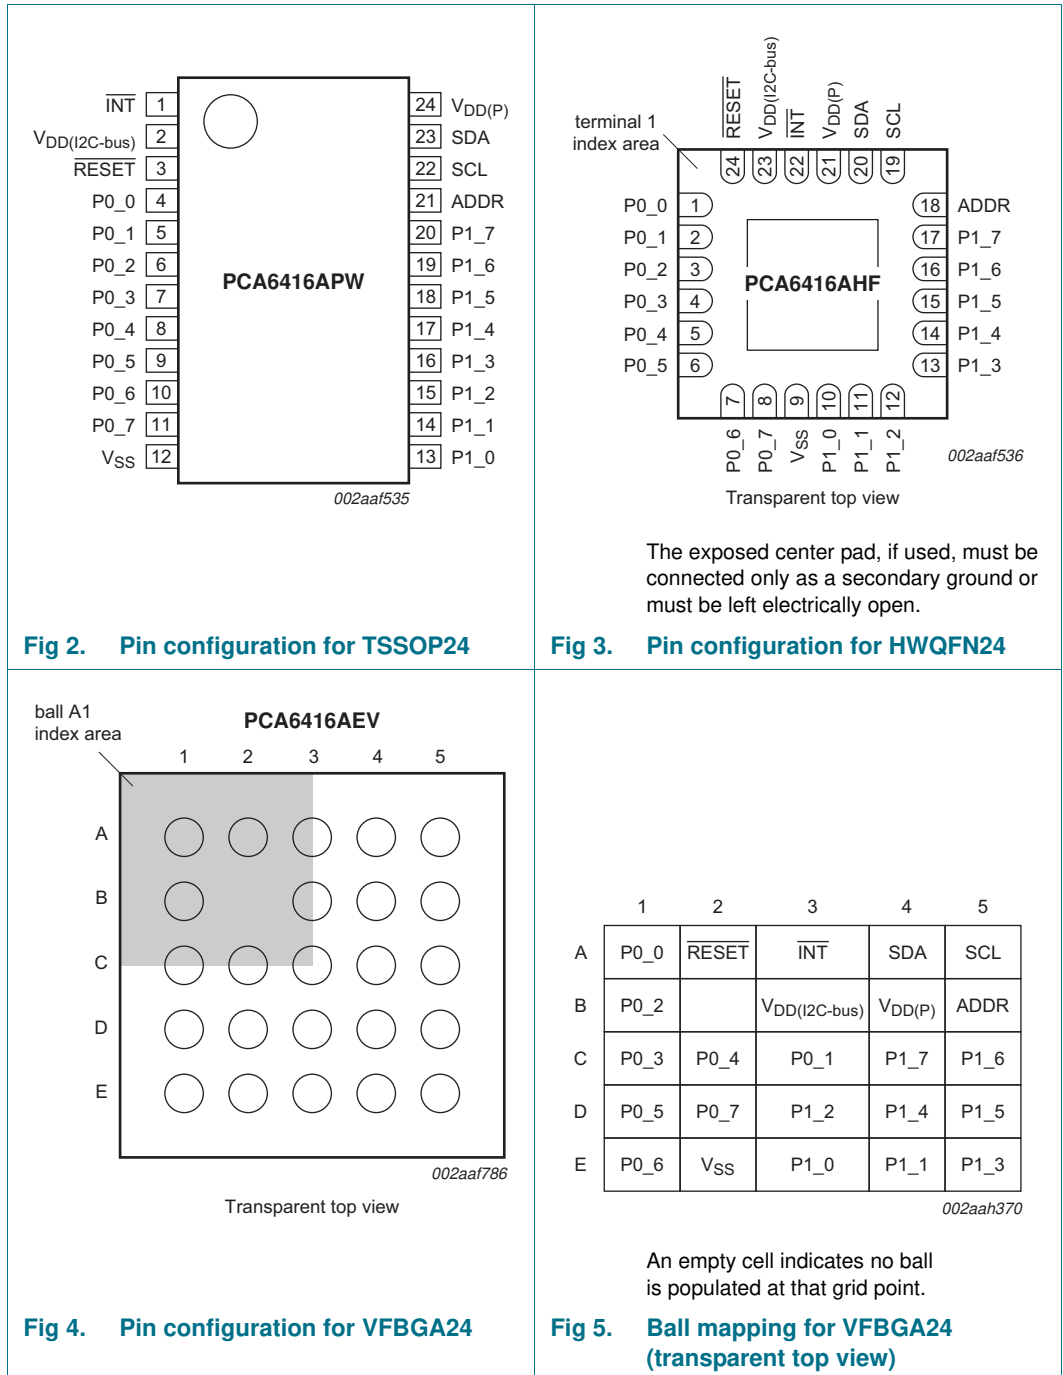 INT 1
VDD(I2C-bus) 2
RESET 3
P0_0 4
P0_1 5
P0_2 6
P0_3 7
P0_4 8
P0_5 9
P0_6 10
P0_7 11
VSS 12
PCA6416APW
24 VDD(P)
23 SDA
22 SCL
21 ADDR
20 P1_7
19 P1_6
18 P1_5
17 P1_4
16 P1_3
15 P1_2
14 P1_1
13 P1_0
002aaf535
Fig 2. Pin configuration for TSSOP24
terminal 1
index area
RESET
VDD(I2C-bus)
INT
VDD(P)
SDA
SCL
24 23 22 21 20 19
P0_0 1
P0_1 2
P0_2 3
P0_3 4
P0_4 5
P0_5 6
PCA6416AHF
18 ADDR
17 P1_7
16 P1_6
15 P1_5
14 P1_4
13 P1_3
7 8 9 10 11 12
P0_6
P0_7
VSS
P1_0
P1_1
P1_2
002aaf536
Transparent top view
The exposed center pad, if used, must be
connected only as a secondary ground or
must be left electrically open.
Fig 3. Pin configuration for HWQFN24
ball A1
index area
PCA6416AEV
1 2 3 4 5
A
B
C
D
E
002aaf786
Transparent top view
Fig 4. Pin configuration for VFBGA24
1 2 3 4 5
A P0_0 RESET INT SDA SCL
B P0_2 VDD(I2C-bus) VDD(P) ADDR
C P0_3 P0_4 P0_1 P1_7 P1_6
D P0_5 P0_7 P1_2 P1_4 P1_5
E P0_6 VSS P1_0 P1_1 P1_3
002aah370
An empty cell indicates no ball
is populated at that grid point.
Fig 5. Ball mapping for VFBGA24
(transparent top view)